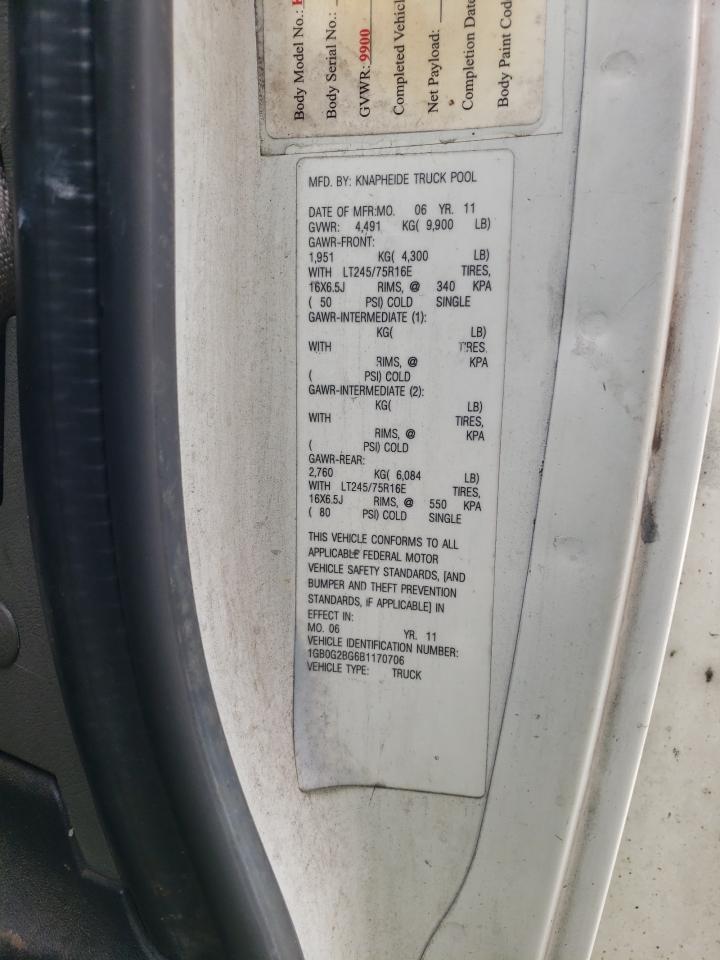 Body Model No.:
Body Serial No.:
GVWR: 9900
Completed Vehicl
Net Payload:
Completion Date
Body Paint Cod
MFD. BY: KNAPHEIDE TRUCK POOL
DATE OF MFR:MO. 06 YR. 11
GVWR: 4,491 KG( 9,900 LB)
GAWR-FRONT:
1,951 KG( 4,300 LB)
WITH LT245/75R16E TIRES,
16X6.5J RIMS, @ 340 KPA
( 50 PSI) COLD SINGLE
GAWR-INTERMEDIATE (1):
KG( LB)
WITH TIRES,
RIMS, @ KPA
( PSI) COLD
GAWR-INTERMEDIATE (2):
KG( LB)
WITH TIRES,
RIMS, @ KPA
( PSI) COLD
GAWR-REAR:
2,760 KG( 6,084 LB)
WITH LT245/75R16E TIRES,
16X6.5J RIMS, @ 550 KPA
( 80 PSI) COLD SINGLE
THIS VEHICLE CONFORMS TO ALL
APPLICABLE FEDERAL MOTOR
VEHICLE SAFETY STANDARDS, [AND
BUMPER AND THEFT PREVENTION
STANDARDS, IF APPLICABLE] IN
EFFECT IN:
MO. 06 YR. 11
VEHICLE IDENTIFICATION NUMBER:
1GB0G2BG6B1170706
VEHICLE TYPE: TRUCK